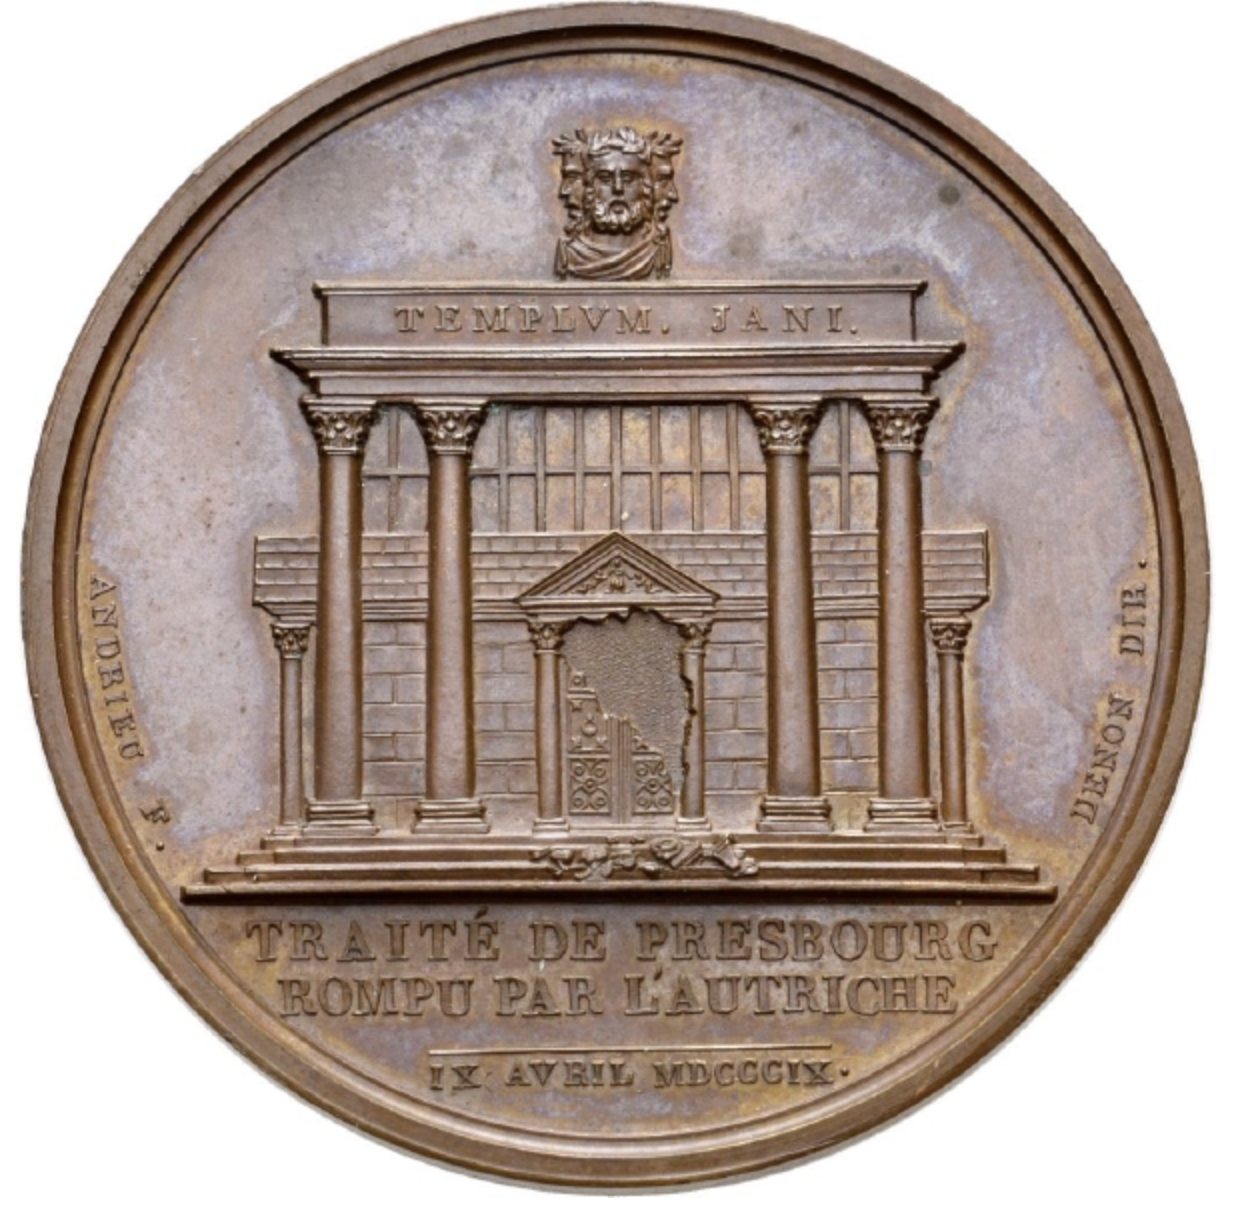 TEMPLVM. JANI.
ANDRIEU F.
DENON DIR.
TRAITÉ DE PRESBOURG
ROMPU PAR L'AUTRICHE
IX AVRIL MDCCCIX.